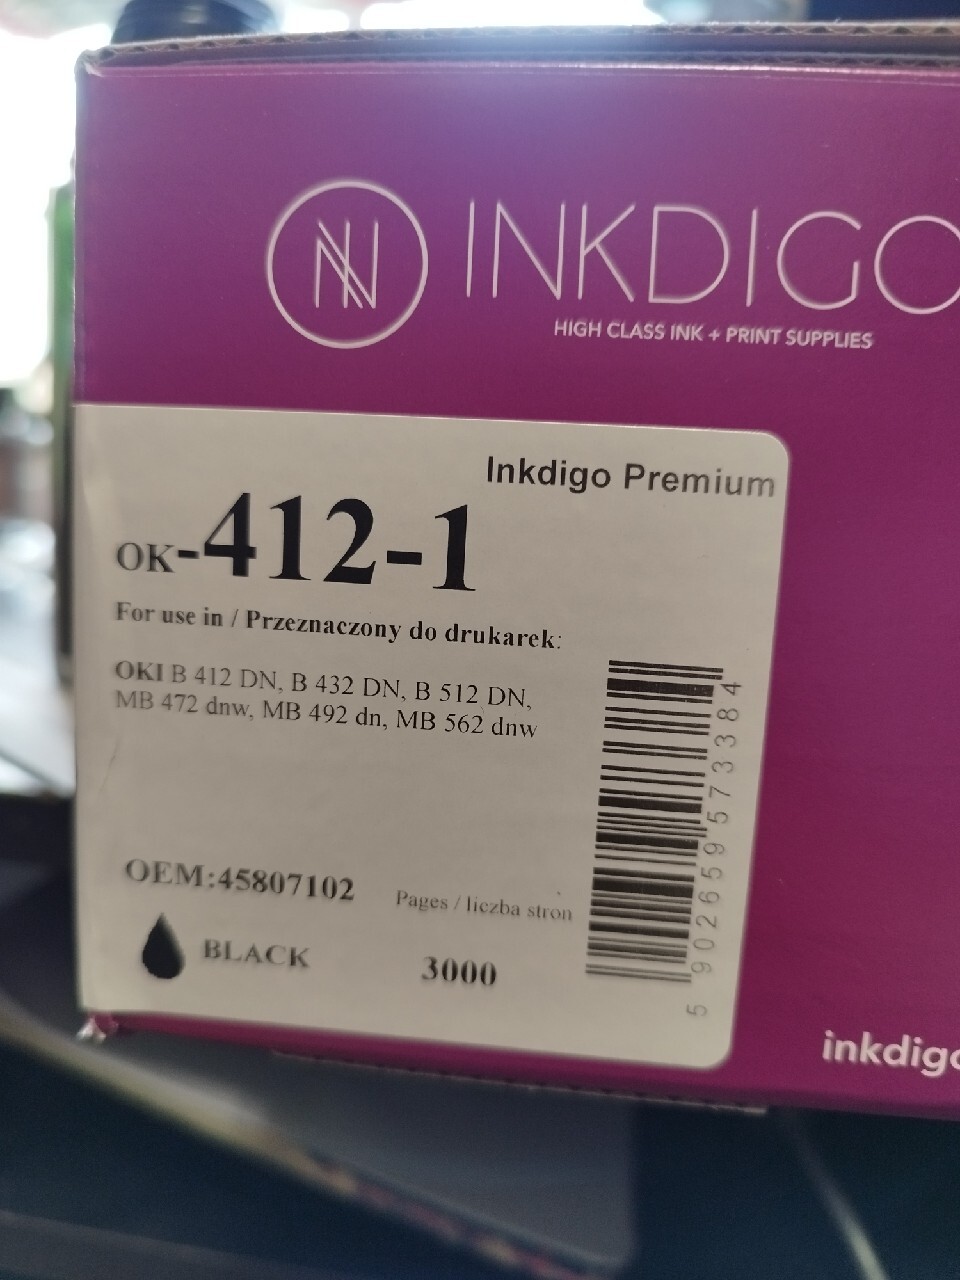 INKDIGO
HIGH CLASS INK + PRINT SUPPLIES
Inkdigo Premium
OK-412-1
For use in / Przeznaczony do drukarek:
OKI B 412 DN, B 432 DN, B 512 DN,
MB 472 dnw, MB 492 dn, MB 562 dnw
OEM:45807102
Pages / liczba stron
BLACK
3000
5902659573384
inkdigo